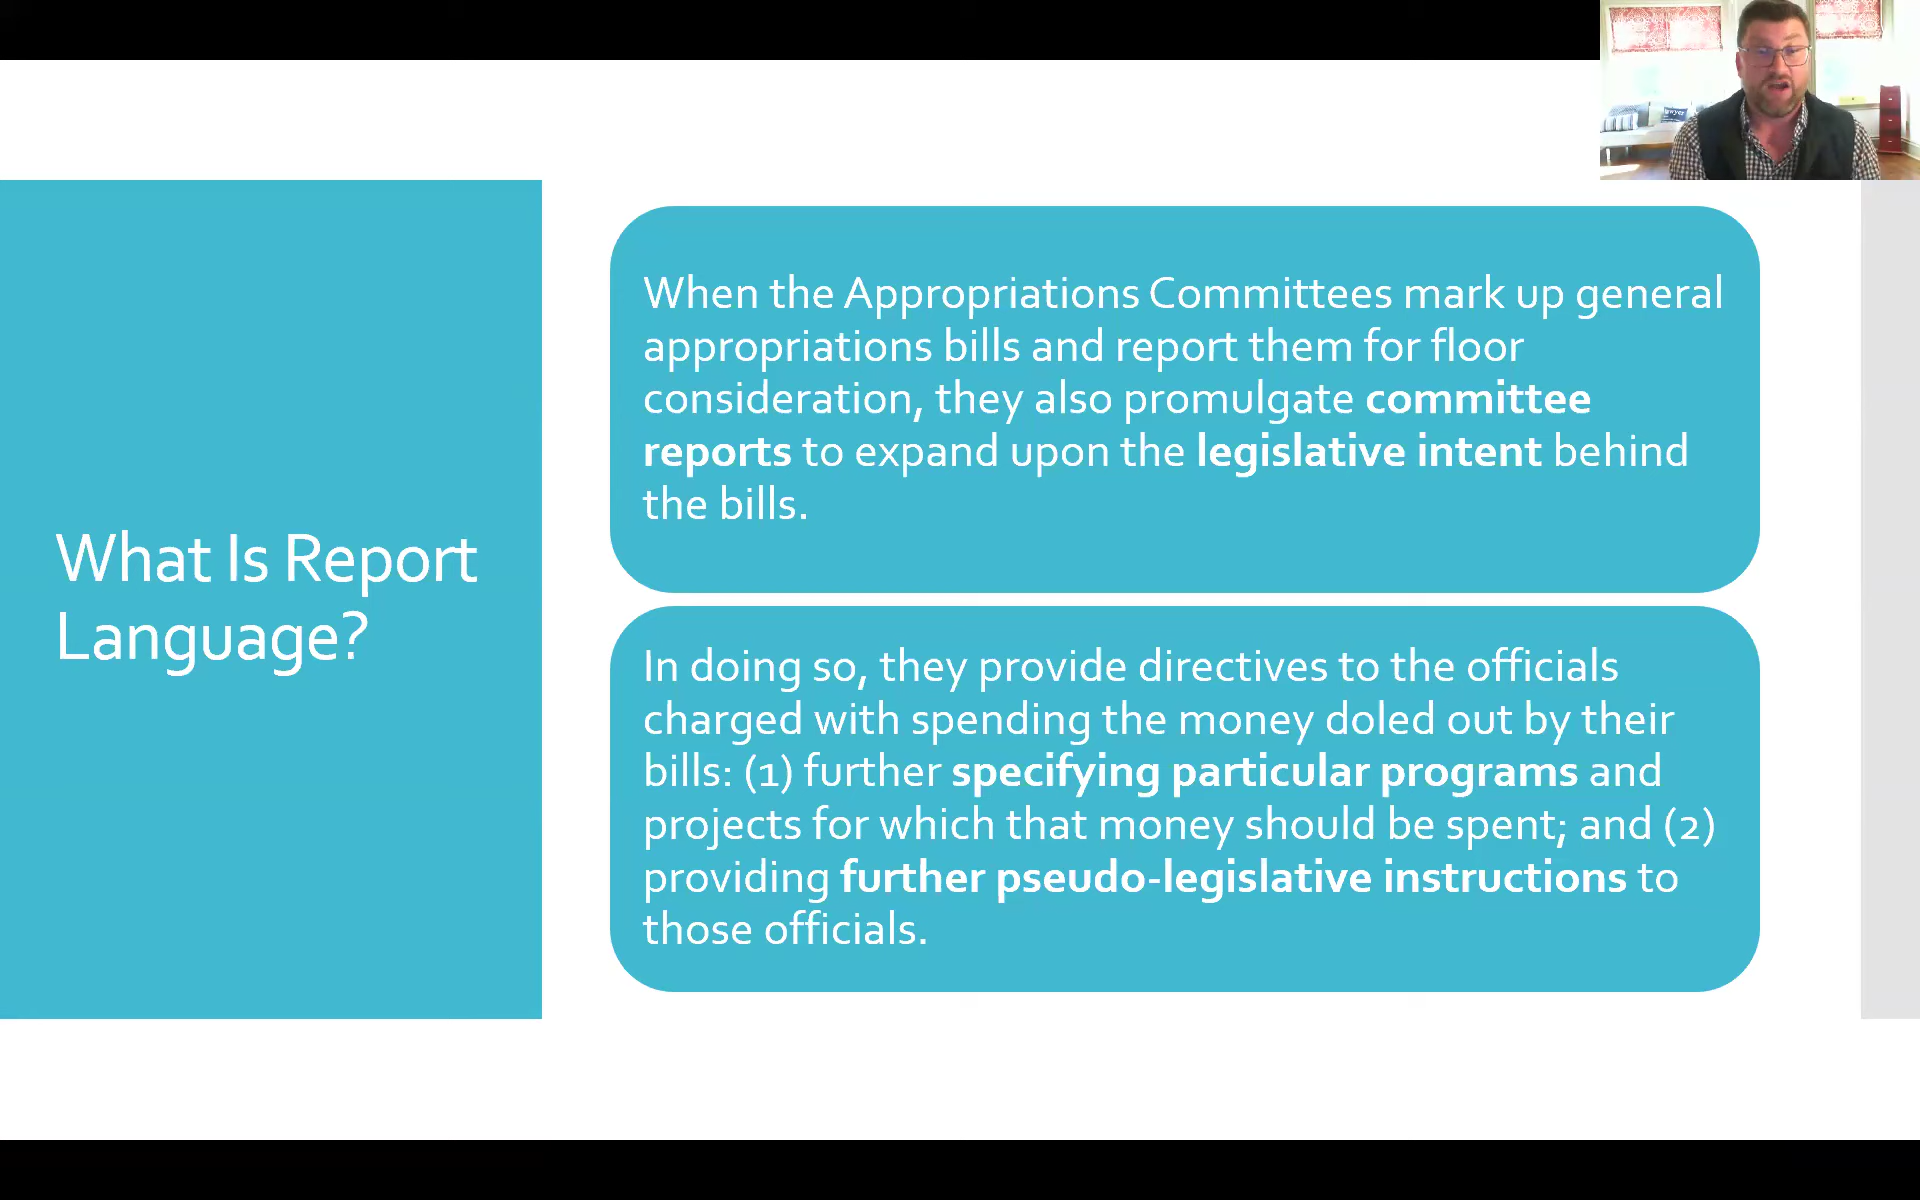 What Is Report
Language?
When the Appropriations Committees mark up general
appropriations bills and report them for floor
consideration, they also promulgate committee
reports to expand upon the legislative intent behind
the bills.
In doing so, they provide directives to the officials
charged with spending the money doled out by their
bills: (1) further specifying particular programs and
projects for which that money should be spent; and (2)
providing further pseudo-legislative instructions to
those officials.